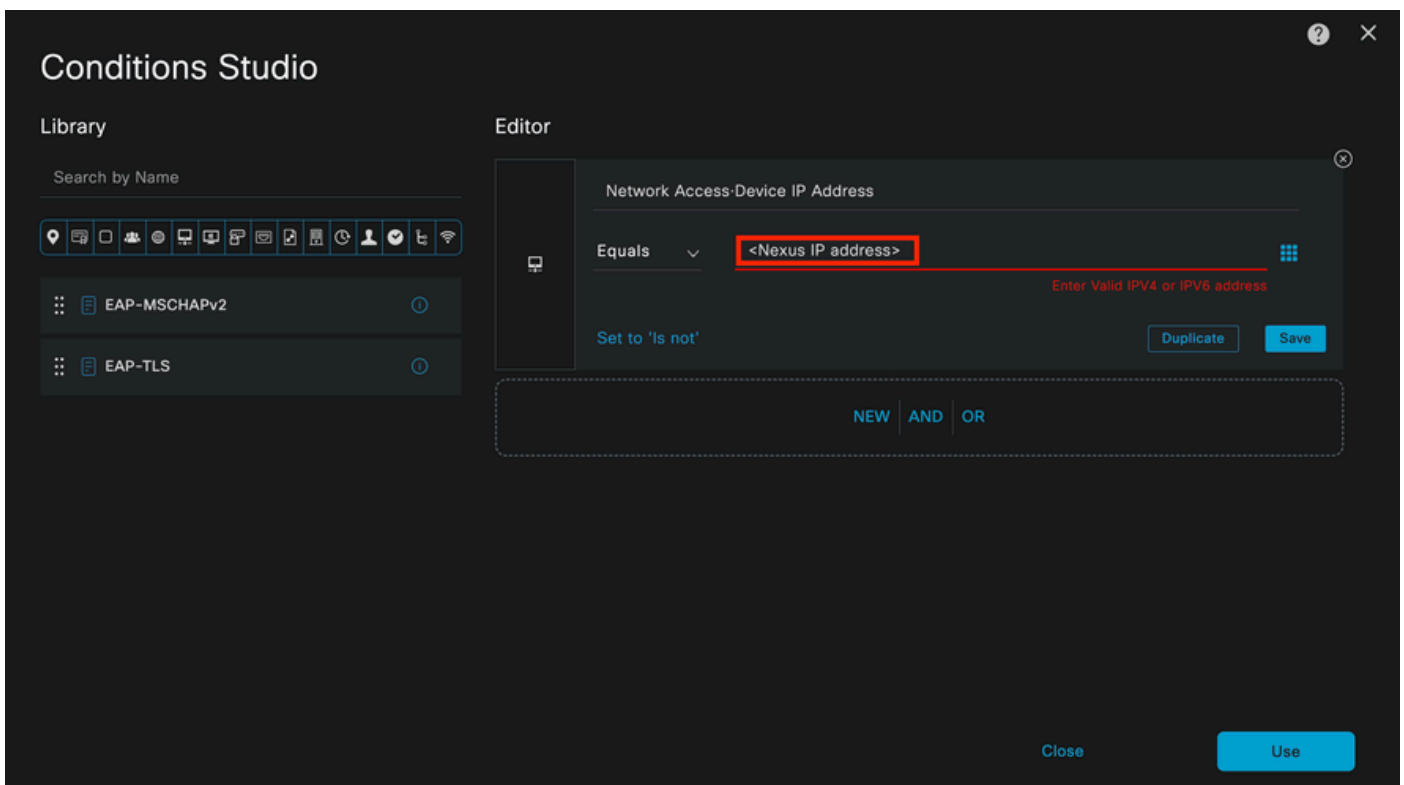 Conditions Studio
Library
Search by Name
EAP-MSCHAPv2
EAP-TLS
Editor
Network Access·Device IP Address
Equals
<Nexus IP address>
Enter Valid IPV4 or IPV6 address
Set to 'Is not'
Duplicate
Save
NEW AND OR
Close
Use